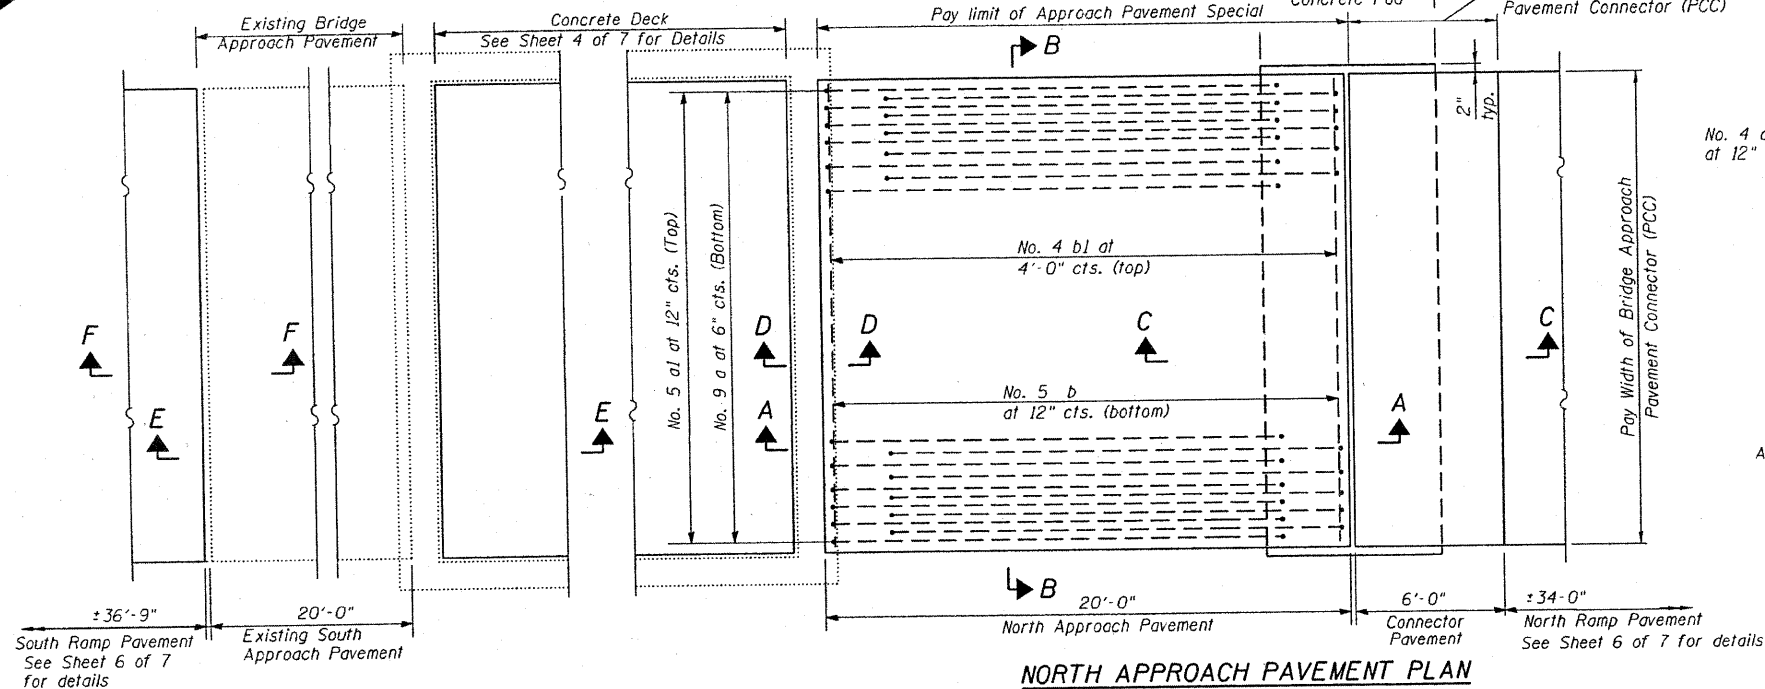 Existing Bridge
Approach Pavement
Concrete Deck
See Sheet 4 of 7 for Details
Pay limit of Approach Pavement Special
Pavement Connector (PCC)
B
2"
typ.
No. 4
at 12"
No. 5 a1 at 12" cts. (Top)
No. 9 a at 6" cts. (Bottom)
No. 4 b1 at
4'-0" cts. (top)
Pay Width of Bridge Approach
Pavement Connector (PCC)
F
F
D
D
C
C
E
E
A
No. 5 b
at 12" cts. (bottom)
A
A
B
±36'-9"
20'-0"
20'-0"
6'-0"
±34'-0"
South Ramp Pavement
See Sheet 6 of 7
for details
Existing South
Approach Pavement
North Approach Pavement
Connector
Pavement
North Ramp Pavement
See Sheet 6 of 7 for details
NORTH APPROACH PAVEMENT PLAN